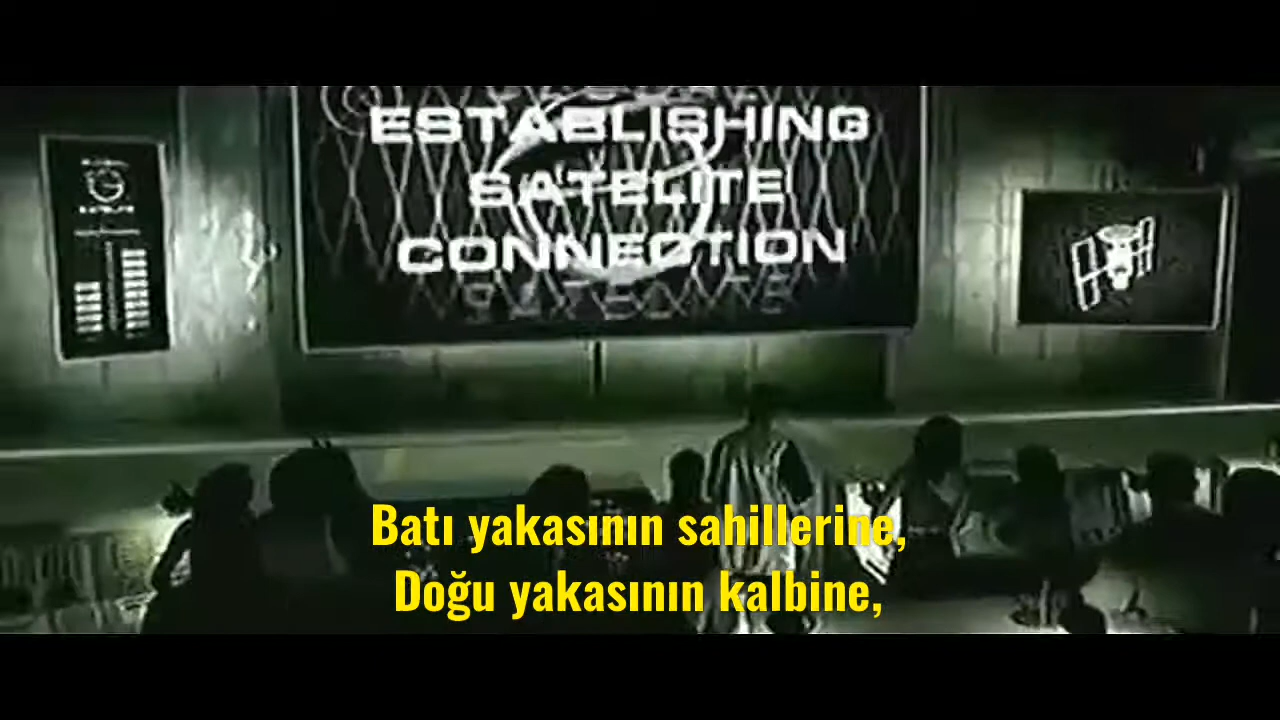 ESTABLISHING
SATELITE
CONNECTION
Batı yakasının sahillerine,
Doğu yakasının kalbine,